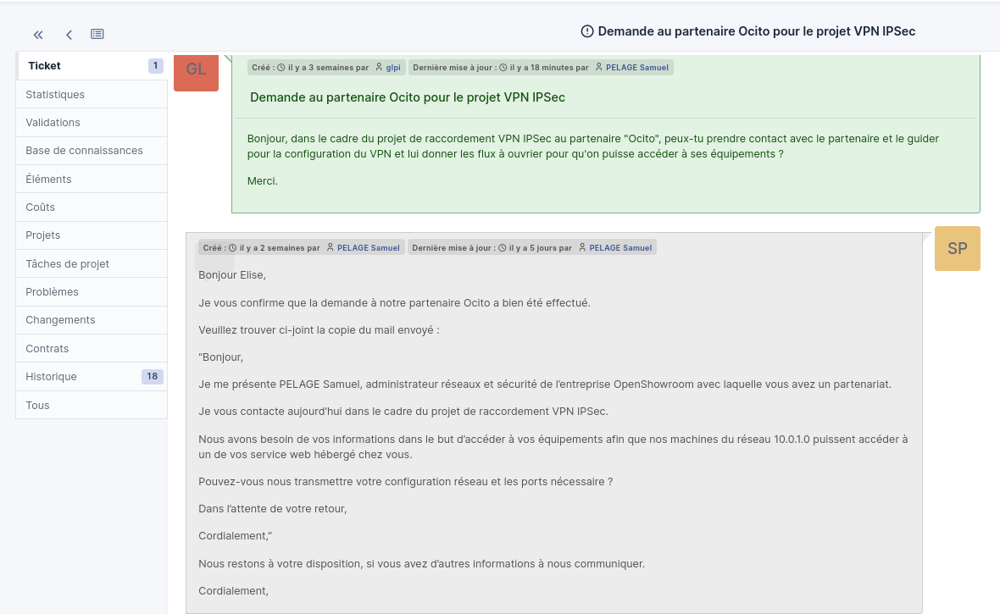 Demande au partenaire Ocito pour le projet VPN IPSec
Ticket 1
Statistiques
Validations
Base de connaissances
Éléments
Coûts
Projets
Tâches de projet
Problèmes
Changements
Contrats
Historique 18
Tous
GL
Créé : il y a 3 semaines par glpi Dernière mise à jour : il y a 18 minutes par PELAGE Samuel
Demande au partenaire Ocito pour le projet VPN IPSec
Bonjour, dans le cadre du projet de raccordement VPN IPSec au partenaire "Ocito", peux-tu prendre contact avec le partenaire et le guider
pour la configuration du VPN et lui donner les flux à ouvrier pour qu'on puisse accéder à ses équipements ?
Merci.
SP
Créé : il y a 2 semaines par PELAGE Samuel Dernière mise à jour : il y a 5 jours par PELAGE Samuel
Bonjour Elise,
Je vous confirme que la demande à notre partenaire Ocito a bien été effectué.
Veuillez trouver ci-joint la copie du mail envoyé :
“Bonjour,
Je me présente PELAGE Samuel, administrateur réseaux et sécurité de l’entreprise OpenShowroom avec laquelle vous avez un partenariat.
Je vous contacte aujourd’hui dans le cadre du projet de raccordement VPN IPSec.
Nous avons besoin de vos informations dans le but d’accéder à vos équipements afin que nos machines du réseau 10.0.1.0 puissent accéder à
un de vos service web hébergé chez vous.
Pouvez-vous nous transmettre votre configuration réseau et les ports nécessaire ?
Dans l’attente de votre retour,
Cordialement,”
Nous restons à votre disposition, si vous avez d’autres informations à nous communiquer.
Cordialement,